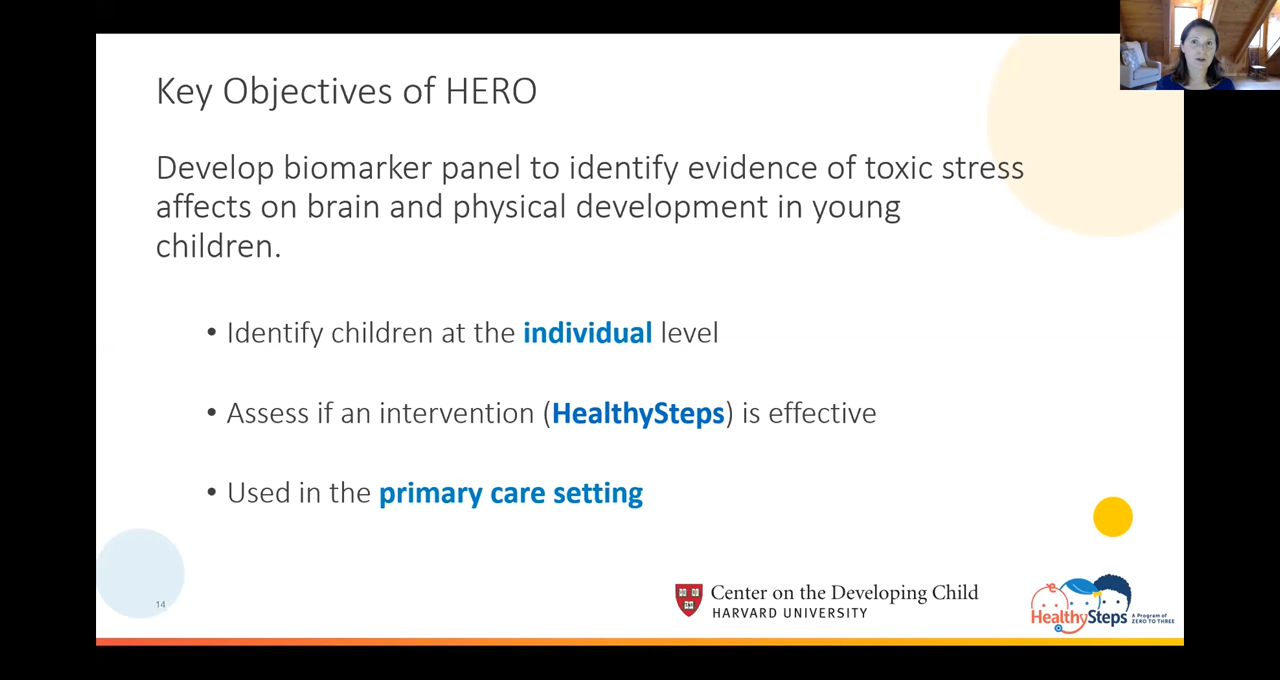 Key Objectives of HERO
Develop biomarker panel to identify evidence of toxic stress
affects on brain and physical development in young
children.
• Identify children at the individual level
• Assess if an intervention (HealthySteps) is effective
• Used in the primary care setting
14
Center on the Developing Child
HARVARD UNIVERSITY
HealthySteps
A Program of
ZERO TO THREE